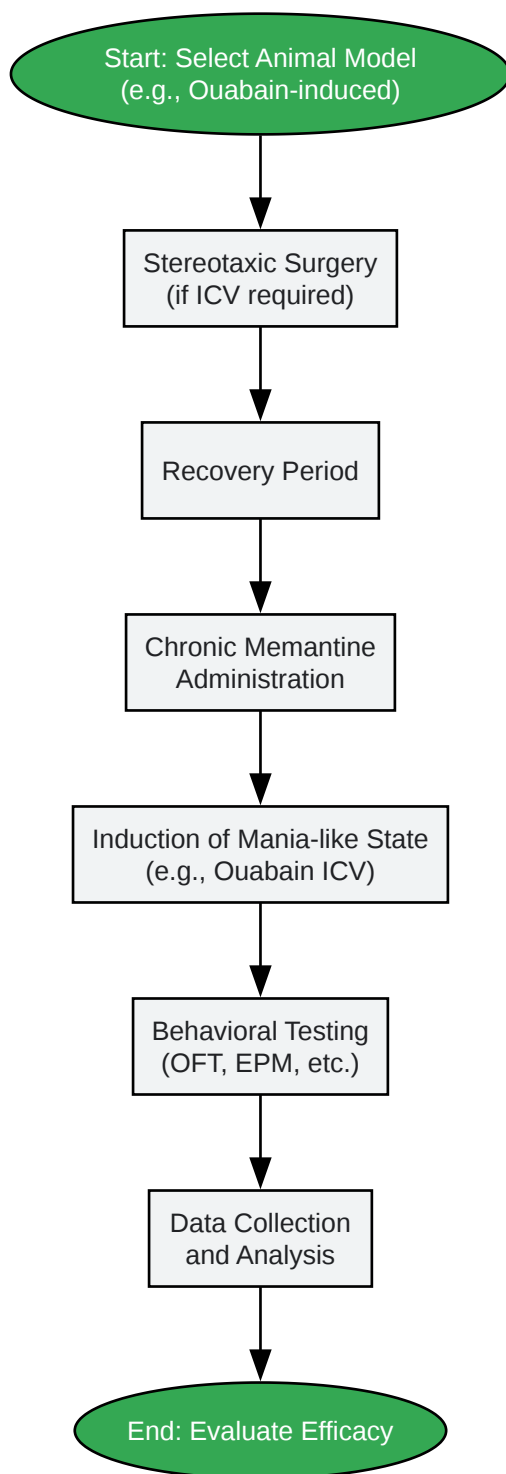 Start: Select Animal Model
(e.g., Ouabain-induced)
Stereotaxic Surgery
(if ICV required)
Recovery Period
Chronic Memantine
Administration
Induction of Mania-like State
(e.g., Ouabain ICV)
Behavioral Testing
(OFT, EPM, etc.)
Data Collection
and Analysis
End: Evaluate Efficacy